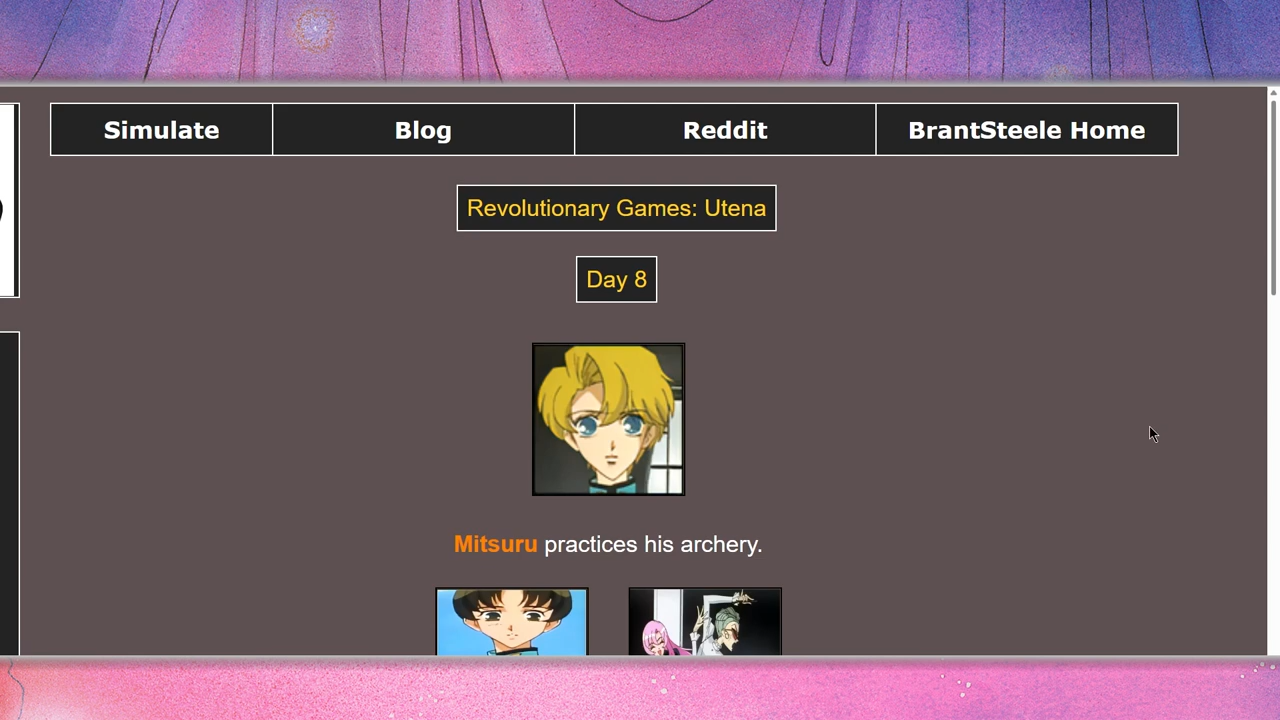 Simulate Blog Reddit BrantSteele Home
Revolutionary Games: Utena
Day 8
Mitsuru practices his archery.